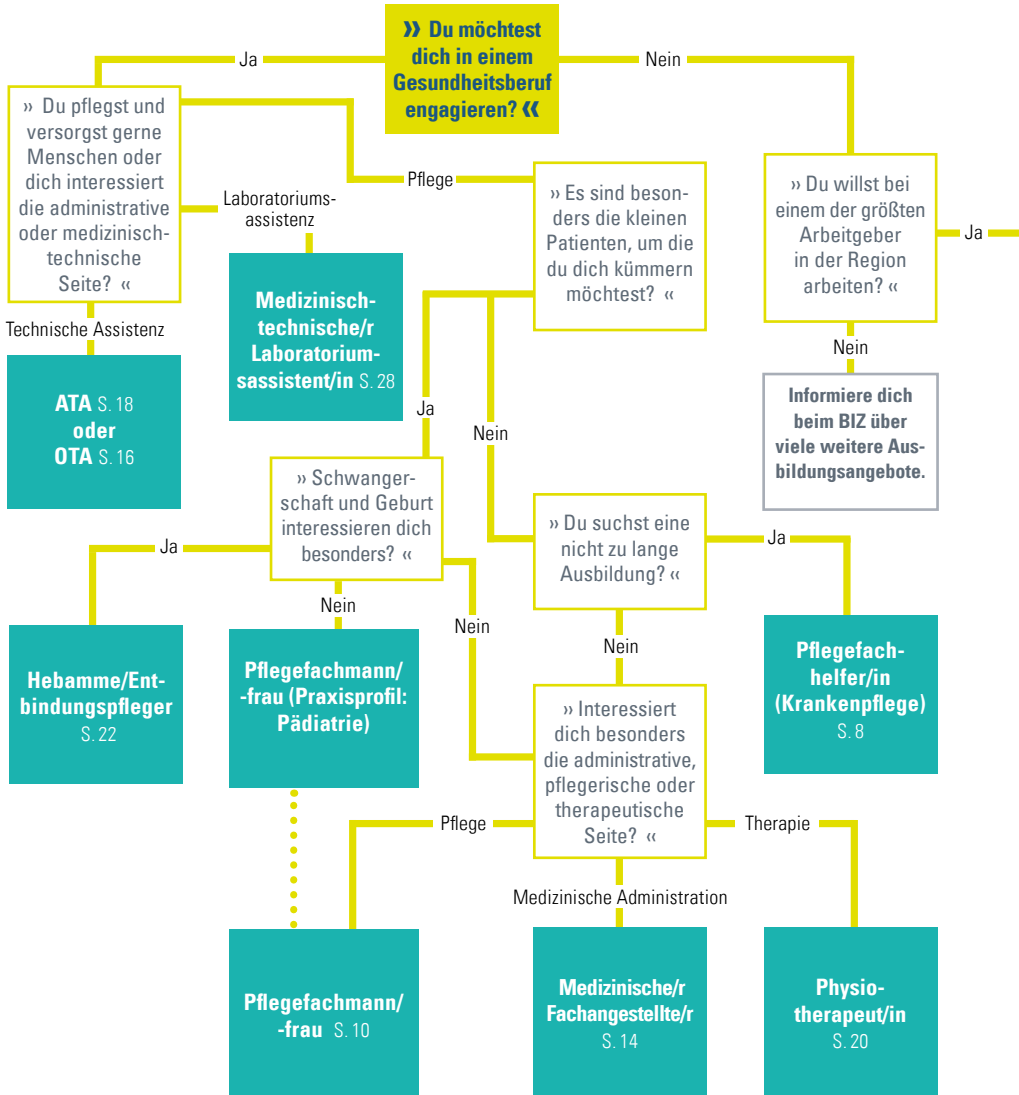 » Du möchtest
dich in einem
Gesundheitsberuf
engagieren? «
Ja
Nein
» Du pflegst und
versorgst gerne
Menschen oder
dich interessiert
die administrative
oder medizinisch-
technische
Seite? «
Pflege
Laboratoriums-
assistenz
» Es sind beson-
ders die kleinen
Patienten, um die
du dich kümmern
möchtest? «
» Du willst bei
einem der größten
Arbeitgeber
in der Region
arbeiten? «
Ja
Technische Assistenz
ATA S. 18
oder
OTA S. 16
Medizinisch-
technische/r
Laboratorium-
sassistent/in S. 28
Nein
Informiere dich
beim BIZ über
viele weitere Aus-
bildungsangebote.
Ja
Nein
» Schwanger-
schaft und Geburt
interessieren dich
besonders? «
» Du suchst eine
nicht zu lange
Ausbildung? «
Ja
Ja
Nein
Nein
Nein
Hebamme/Ent-
bindungspfleger
S. 22
Pflegefachmann/
-frau (Praxisprofil:
Pädiatrie)
Pflegefach-
helfer/in
(Krankenpflege)
S. 8
» Interessiert
dich besonders
die administrative,
pflegerische oder
therapeutische
Seite? «
Pflege
Therapie
Medizinische Administration
Pflegefachmann/
-frau S. 10
Medizinische/r
Fachangestellte/r
S. 14
Physio-
therapeut/in
S. 20